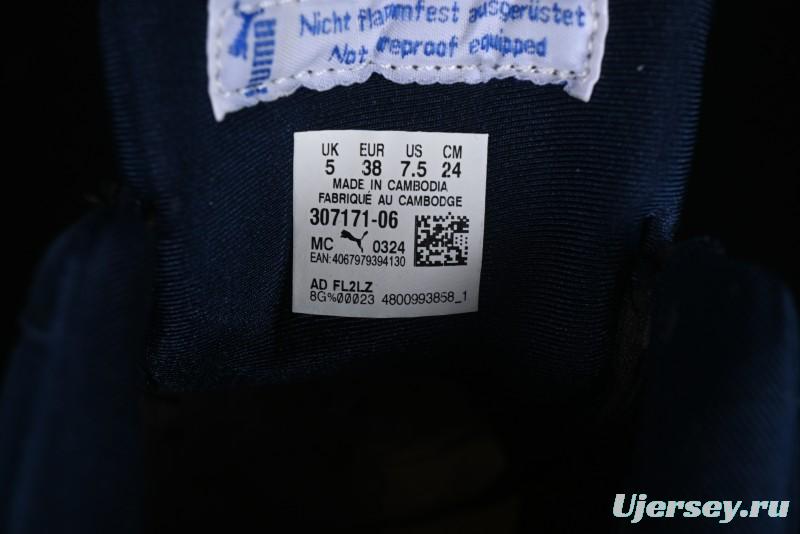 PUMA
Nicht flammfest ausgerüstet
Not equipped
UK EUR US CM
5 38 7.5 24
MADE IN CAMBODIA
FABRIQUÉ AU CAMBODGE
307171-06
MC 0324
EAN:4067979394130
AD FL2LZ
8G%00023 4800993858_1
Ujersey.ru